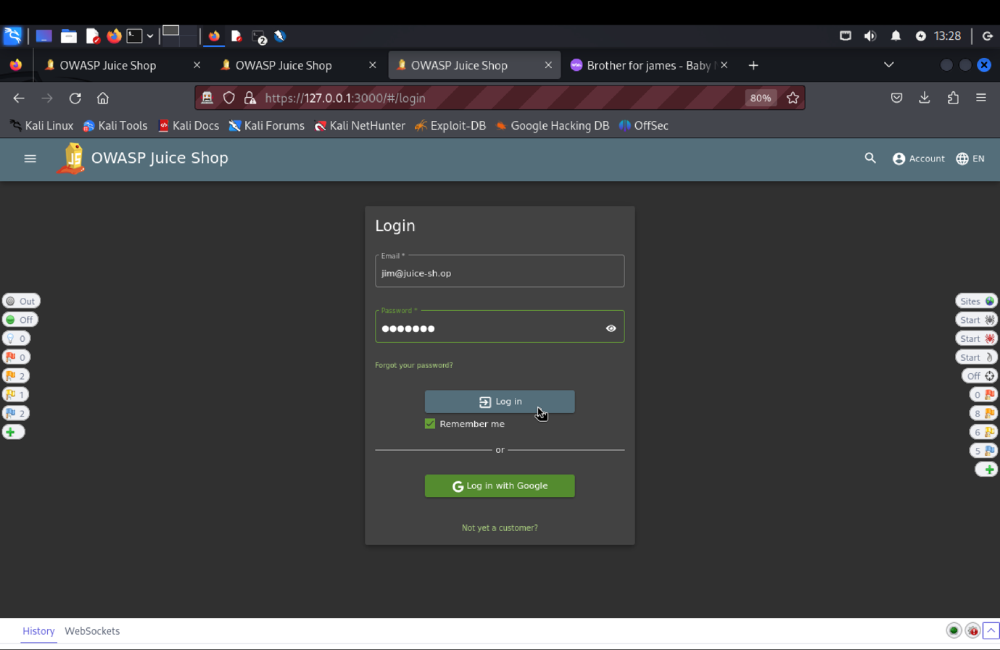 2
13:28
OWASP Juice Shop
OWASP Juice Shop
OWASP Juice Shop
Brother for james - Baby
https://127.0.0.1:3000/#/login
80%
Kali Linux
Kali Tools
Kali Docs
Kali Forums
Kali NetHunter
Exploit-DB
Google Hacking DB
OffSec
OWASP Juice Shop
Account
EN
Login
Email *
jim@juice-sh.op
Password *
Forgot your password?
Log in
Remember me
or
Log in with Google
Not yet a customer?
Out
Off
0
0
2
1
2
Sites
Start
Start
Start
Off
0
8
6
5
History
WebSockets